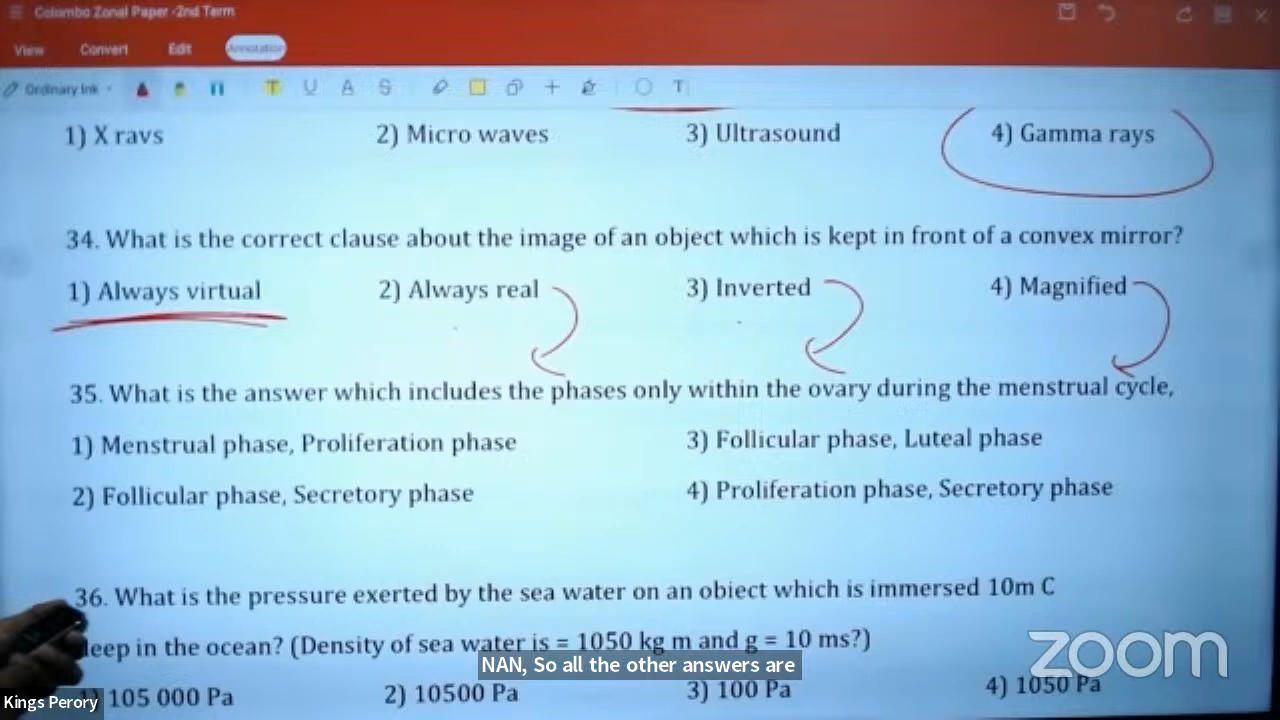 Colombo Zonal Paper -2nd Term
View Convert Edit Annotation
Ordinary Ink
1) X ravs 2) Micro waves 3) Ultrasound 4) Gamma rays
34. What is the correct clause about the image of an object which is kept in front of a convex mirror?
1) Always virtual 2) Always real 3) Inverted 4) Magnified
35. What is the answer which includes the phases only within the ovary during the menstrual cycle,
1) Menstrual phase, Proliferation phase 3) Follicular phase, Luteal phase
2) Follicular phase, Secretory phase 4) Proliferation phase, Secretory phase
36. What is the pressure exerted by the sea water on an obiect which is immersed 10m C
deep in the ocean? (Density of sea water is = 1050 kg m and g = 10 ms?)
NAN, So all the other answers are
zoom
1) 105 000 Pa 2) 10500 Pa 3) 100 Pa 4) 1050 Pa
Kings Perory